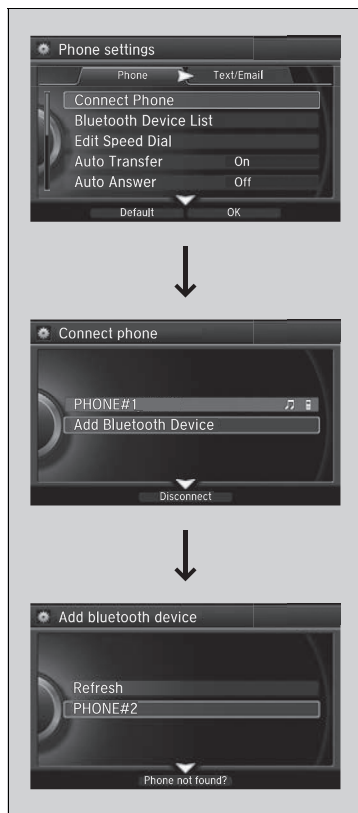 Phone settings
Phone Text/Email
Connect Phone
Bluetooth Device List
Edit Speed Dial
Auto Transfer On
Auto Answer Off
Default OK
Connect phone
PHONE#1
Add Bluetooth Device
Disconnect
Add bluetooth device
Refresh
PHONE#2
Phone not found?